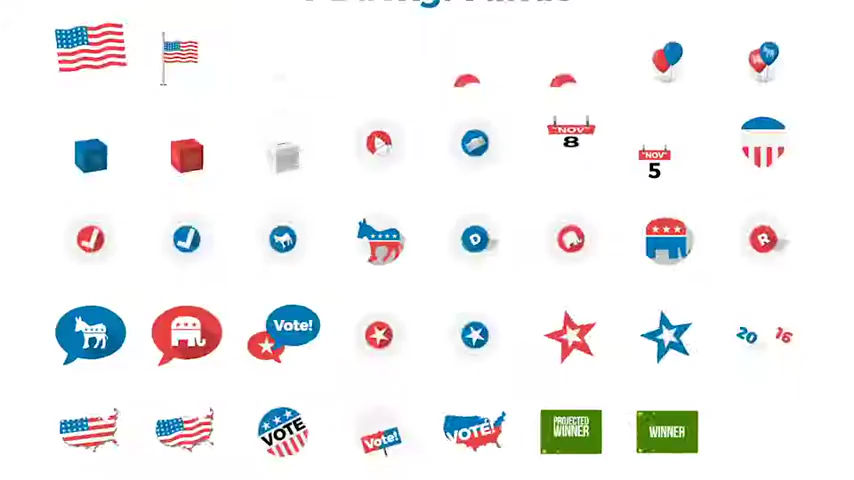 "NOV"
8
"NOV"
5
D
R
Vote!
20 16
VOTE
Vote!
VOTE!
PROJECTED
WINNER
WINNER